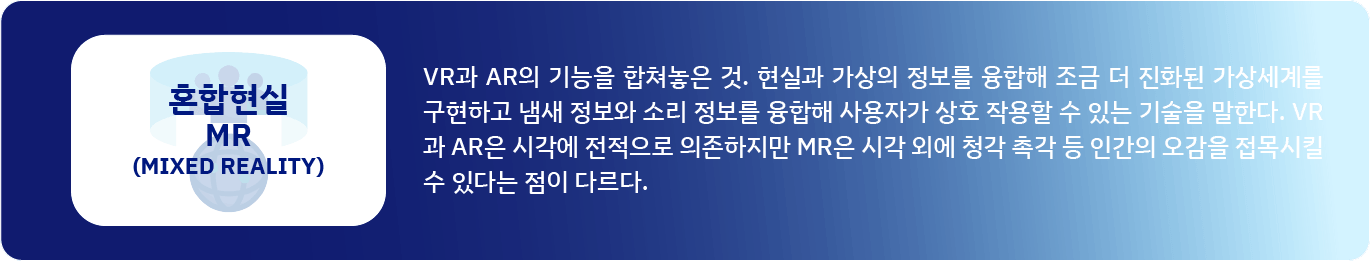 혼합현실
MR
(MIXED REALITY)
VR과 AR의 기능을 합쳐놓은 것. 현실과 가상의 정보를 융합해 조금 더 진화된 가상세계를
구현하고 냄새 정보와 소리 정보를 융합해 사용자가 상호 작용할 수 있는 기술을 말한다. VR
과 AR은 시각에 전적으로 의존하지만 MR은 시각 외에 청각 촉각 등 인간의 오감을 접목시킬
수 있다는 점이 다르다.